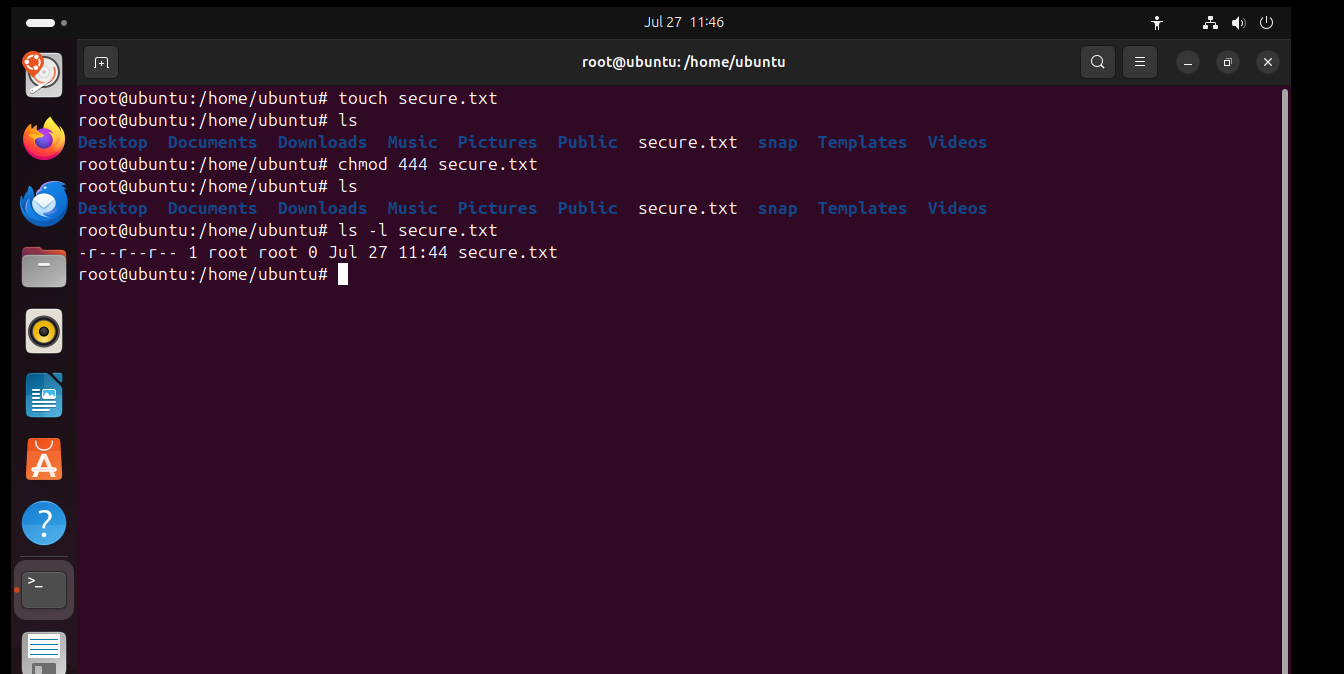 Jul 27 11:46
root@ubuntu: /home/ubuntu
root@ubuntu:/home/ubuntu# touch secure.txt
root@ubuntu:/home/ubuntu# ls
Desktop Documents Downloads Music Pictures Public secure.txt snap Templates Videos
root@ubuntu:/home/ubuntu# chmod 444 secure.txt
root@ubuntu:/home/ubuntu# ls
Desktop Documents Downloads Music Pictures Public secure.txt snap Templates Videos
root@ubuntu:/home/ubuntu# ls -l secure.txt
-r--r--r-- 1 root root 0 Jul 27 11:44 secure.txt
root@ubuntu:/home/ubuntu#